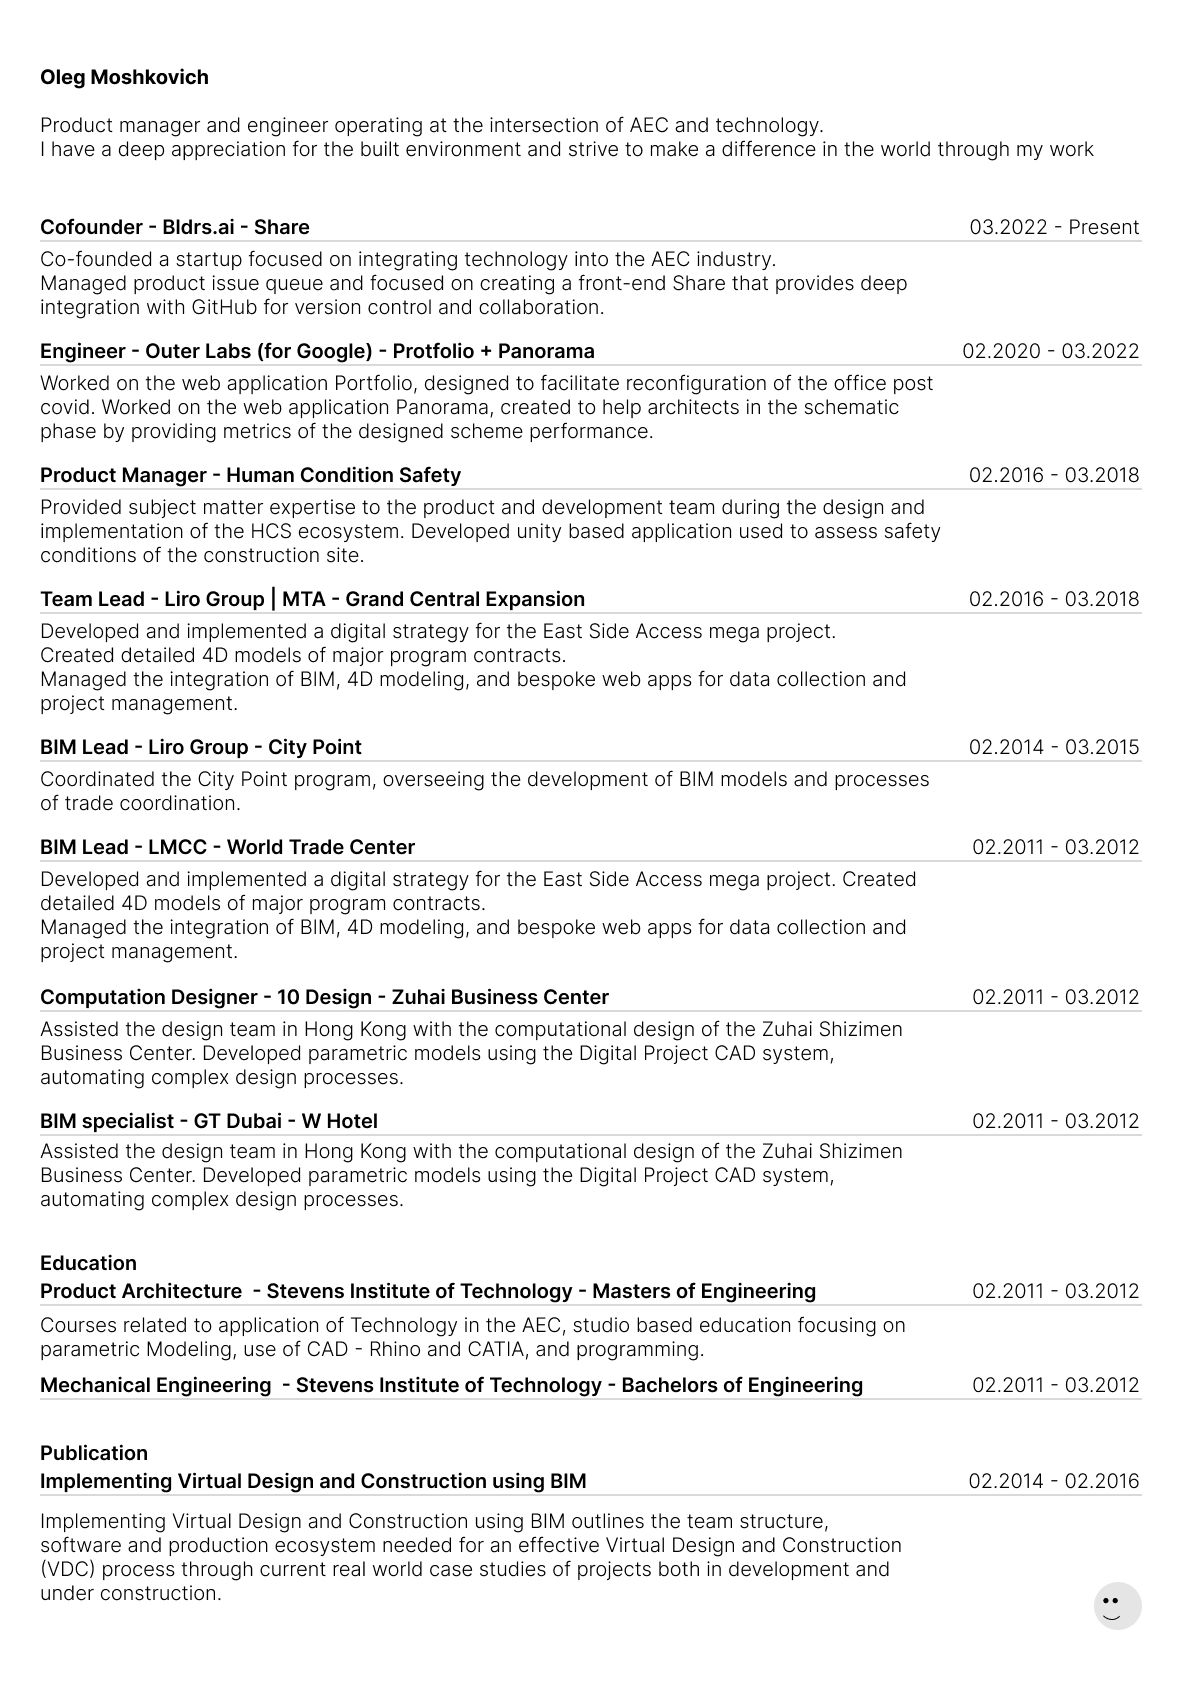 Oleg Moshkovich
Product manager and engineer operating at the intersection of AEC and technology.
I have a deep appreciation for the built environment and strive to make a difference in the world through my work
Cofounder - Bldrs.ai - Share 03.2022 - Present
Co-founded a startup focused on integrating technology into the AEC industry.
Managed product issue queue and focused on creating a front-end Share that provides deep
integration with GitHub for version control and collaboration.
Engineer - Outer Labs (for Google) - Protfolio + Panorama 02.2020 - 03.2022
Worked on the web application Portfolio, designed to facilitate reconfiguration of the office post
covid. Worked on the web application Panorama, created to help architects in the schematic
phase by providing metrics of the designed scheme performance.
Product Manager - Human Condition Safety 02.2016 - 03.2018
Provided subject matter expertise to the product and development team during the design and
implementation of the HCS ecosystem. Developed unity based application used to assess safety
conditions of the construction site.
Team Lead - Liro Group | MTA - Grand Central Expansion 02.2016 - 03.2018
Developed and implemented a digital strategy for the East Side Access mega project.
Created detailed 4D models of major program contracts.
Managed the integration of BIM, 4D modeling, and bespoke web apps for data collection and
project management.
BIM Lead - Liro Group - City Point 02.2014 - 03.2015
Coordinated the City Point program, overseeing the development of BIM models and processes
of trade coordination.
BIM Lead - LMCC - World Trade Center 02.2011 - 03.2012
Developed and implemented a digital strategy for the East Side Access mega project. Created
detailed 4D models of major program contracts.
Managed the integration of BIM, 4D modeling, and bespoke web apps for data collection and
project management.
Computation Designer - 10 Design - Zuhai Business Center 02.2011 - 03.2012
Assisted the design team in Hong Kong with the computational design of the Zuhai Shizimen
Business Center. Developed parametric models using the Digital Project CAD system,
automating complex design processes.
BIM specialist - GT Dubai - W Hotel 02.2011 - 03.2012
Assisted the design team in Hong Kong with the computational design of the Zuhai Shizimen
Business Center. Developed parametric models using the Digital Project CAD system,
automating complex design processes.
Education
Product Architecture - Stevens Institute of Technology - Masters of Engineering 02.2011 - 03.2012
Courses related to application of Technology in the AEC, studio based education focusing on
parametric Modeling, use of CAD - Rhino and CATIA, and programming.
Mechanical Engineering - Stevens Institute of Technology - Bachelors of Engineering 02.2011 - 03.2012
Publication
Implementing Virtual Design and Construction using BIM 02.2014 - 02.2016
Implementing Virtual Design and Construction using BIM outlines the team structure,
software and production ecosystem needed for an effective Virtual Design and Construction
(VDC) process through current real world case studies of projects both in development and
under construction.